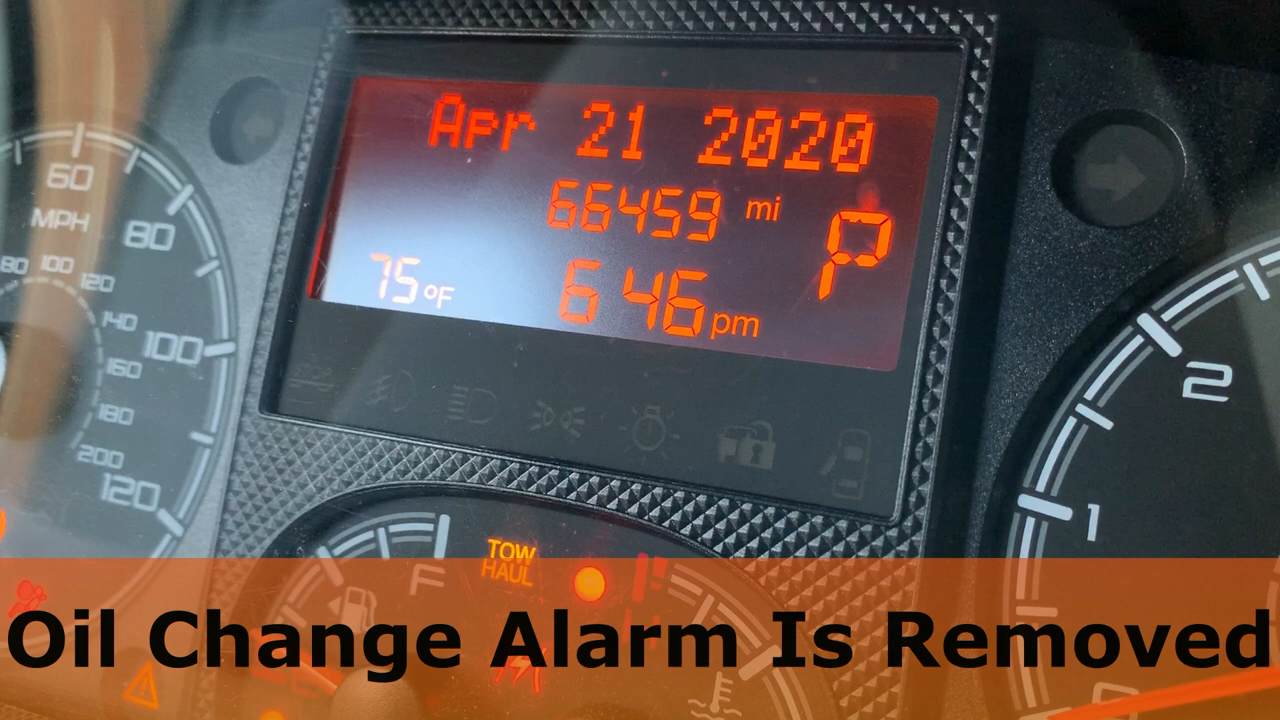 Apr 21 2020
66459 mi
P
75°F
6 46 pm
60
MPH
80
80 100 120
140
100
160
180
200
120
2
1
F
TOW
HAUL
Oil Change Alarm Is Removed